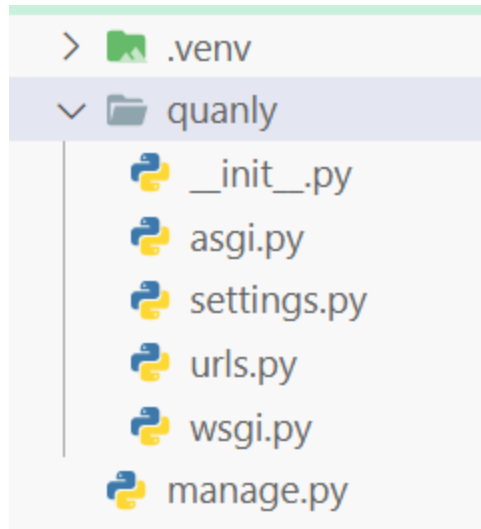 .venv
quanly
__init__.py
asgi.py
settings.py
urls.py
wsgi.py
manage.py